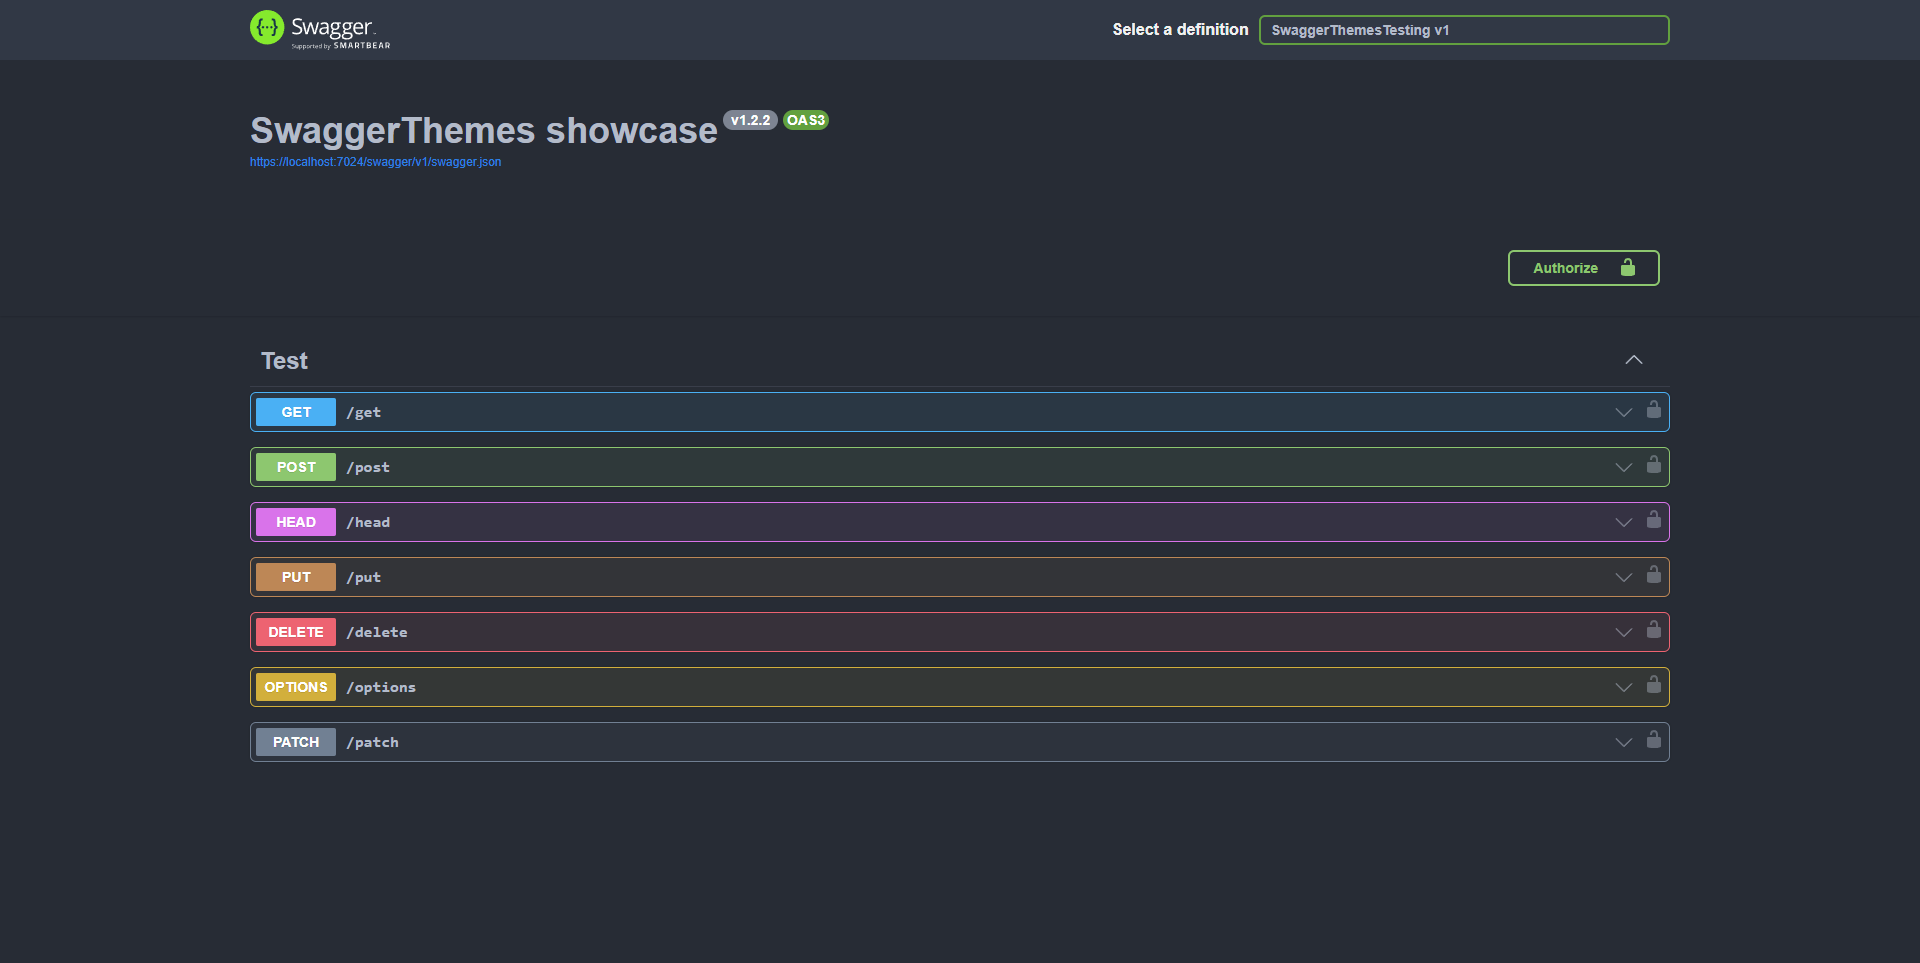 Swagger
Supported by SMARTBEAR
Select a definition
SwaggerThemesTesting v1
SwaggerThemes showcase v1.2.2 OAS3
https://localhost:7024/swagger/v1/swagger.json
Authorize
Test
GET /get
POST /post
HEAD /head
PUT /put
DELETE /delete
OPTIONS /options
PATCH /patch